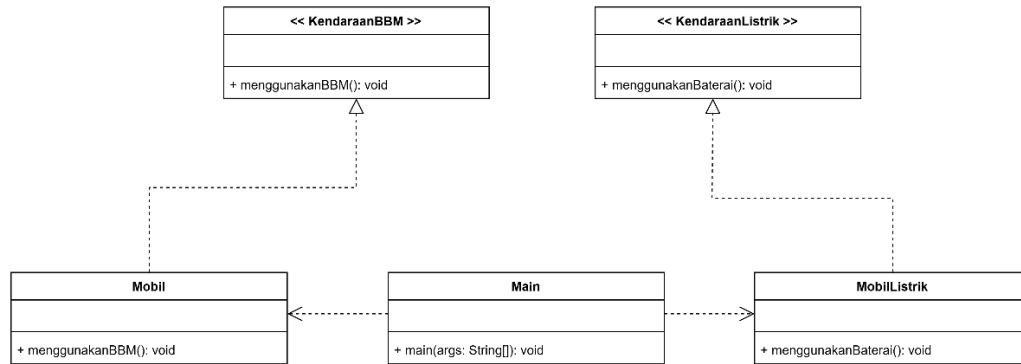 << KendaraanBBM >>
+ menggunakanBBM(): void
<< KendaraanListrik >>
+ menggunakanBaterai(): void
Mobil
+ menggunakanBBM(): void
Main
+ main(args: String[]): void
MobilListrik
+ menggunakanBaterai(): void